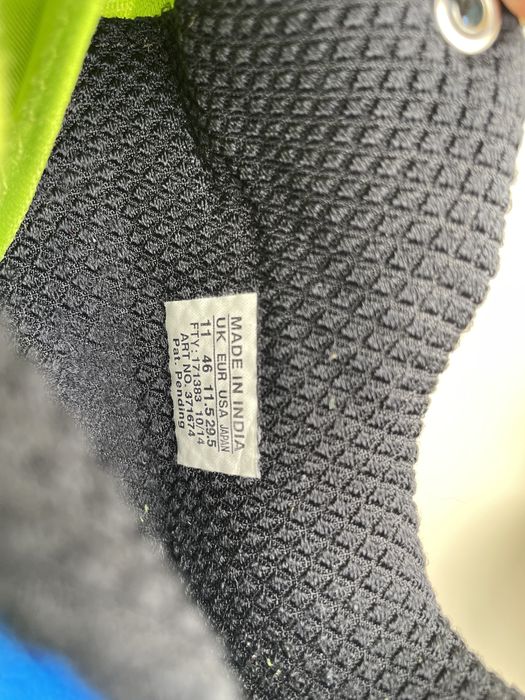 MADE IN INDIA
UK EUR USA JAPAN
11 46 11.5 29.5
FTY: 171383 10/14
ART NO. 371674
Pat. Pending